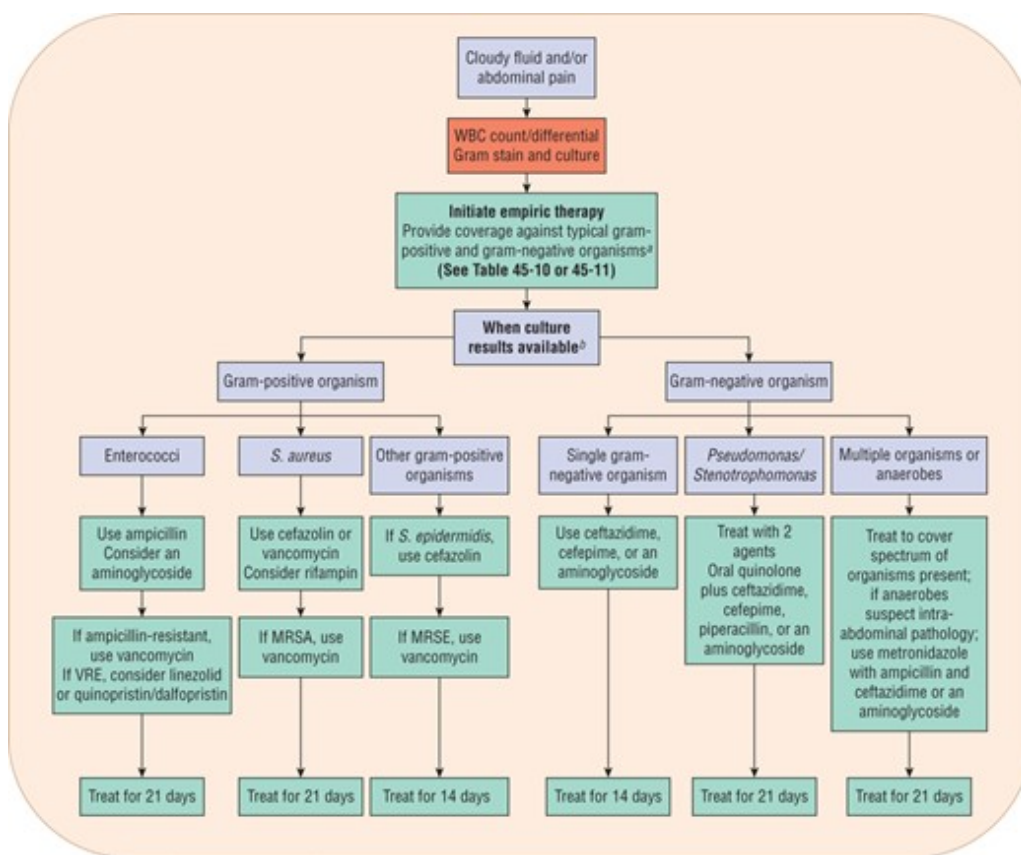 Cloudy fluid and/or
abdominal pain
WBC count/differential
Gram stain and culture
Initiate empiric therapy
Provide coverage against typical gram-
positive and gram-negative organismsᵃ
(See Table 45-10 or 45-11)
When culture
results availableᵇ
Gram-positive organism
Gram-negative organism
Enterococci
S. aureus
Other gram-positive
organisms
Single gram-
negative organism
Pseudomonas/
Stenotrophomonas
Multiple organisms or
anaerobes
Use ampicillin
Consider an
aminoglycoside
Use cefazolin or
vancomycin
Consider rifampin
If S. epidermidis,
use cefazolin
Use ceftazidime,
cefepime, or an
aminoglycoside
Treat with 2
agents
Oral quinolone
plus ceftazidime,
cefepime,
piperacillin, or an
aminoglycoside
Treat to cover
spectrum of
organisms present;
if anaerobes
suspect intra-
abdominal pathology;
use metronidazole
with ampicillin and
ceftazidime or an
aminoglycoside
If ampicillin-resistant,
use vancomycin
If VRE, consider linezolid
or quinopristin/dalfopristin
If MRSA, use
vancomycin
If MRSE, use
vancomycin
Treat for 21 days
Treat for 21 days
Treat for 14 days
Treat for 14 days
Treat for 21 days
Treat for 21 days